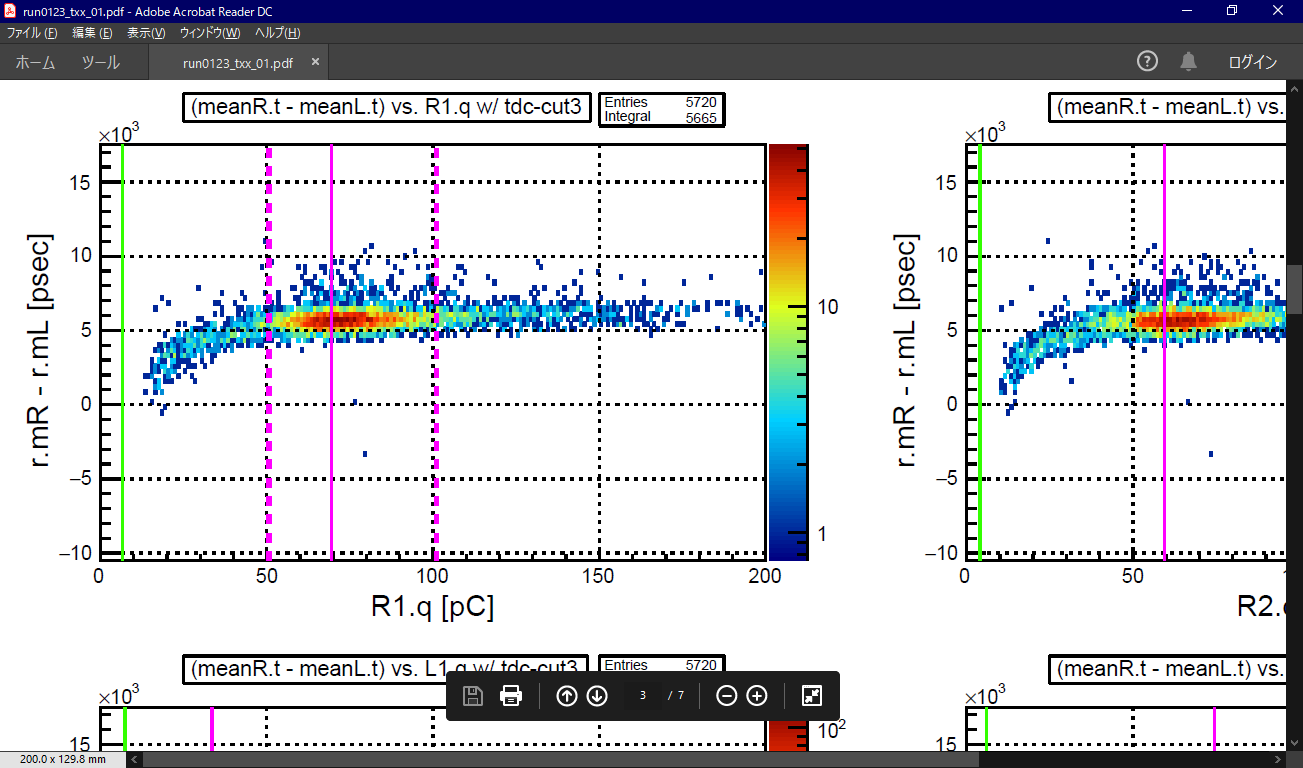 run0123_txx_01.pdf - Adobe Acrobat Reader DC
ファイル(F) 編集(E) 表示(V) ウィンドウ(W) ヘルプ(H)
ホーム ツール run0123_txx_01.pdf × ? ログイン
(meanR.t - meanL.t) vs. R1.q w/ tdc-cut3
Entries 5720
Integral 5665
×10³
15
10
5
0
−5
−10
r.mR - r.mL [psec]
0 50 100 150 200
R1.q [pC]
10
1
(meanR.t - meanL.t) vs.
×10³
15
10
5
0
−5
−10
r.mR - r.mL [psec]
0 50
R2.
(meanR.t - meanL.t) vs. L1.q w/ tdc-cut3
Entries 5720
×10³
15
10²
(meanR.t - meanL.t) vs.
×10³
15
3 / 7
200.0 x 129.8 mm